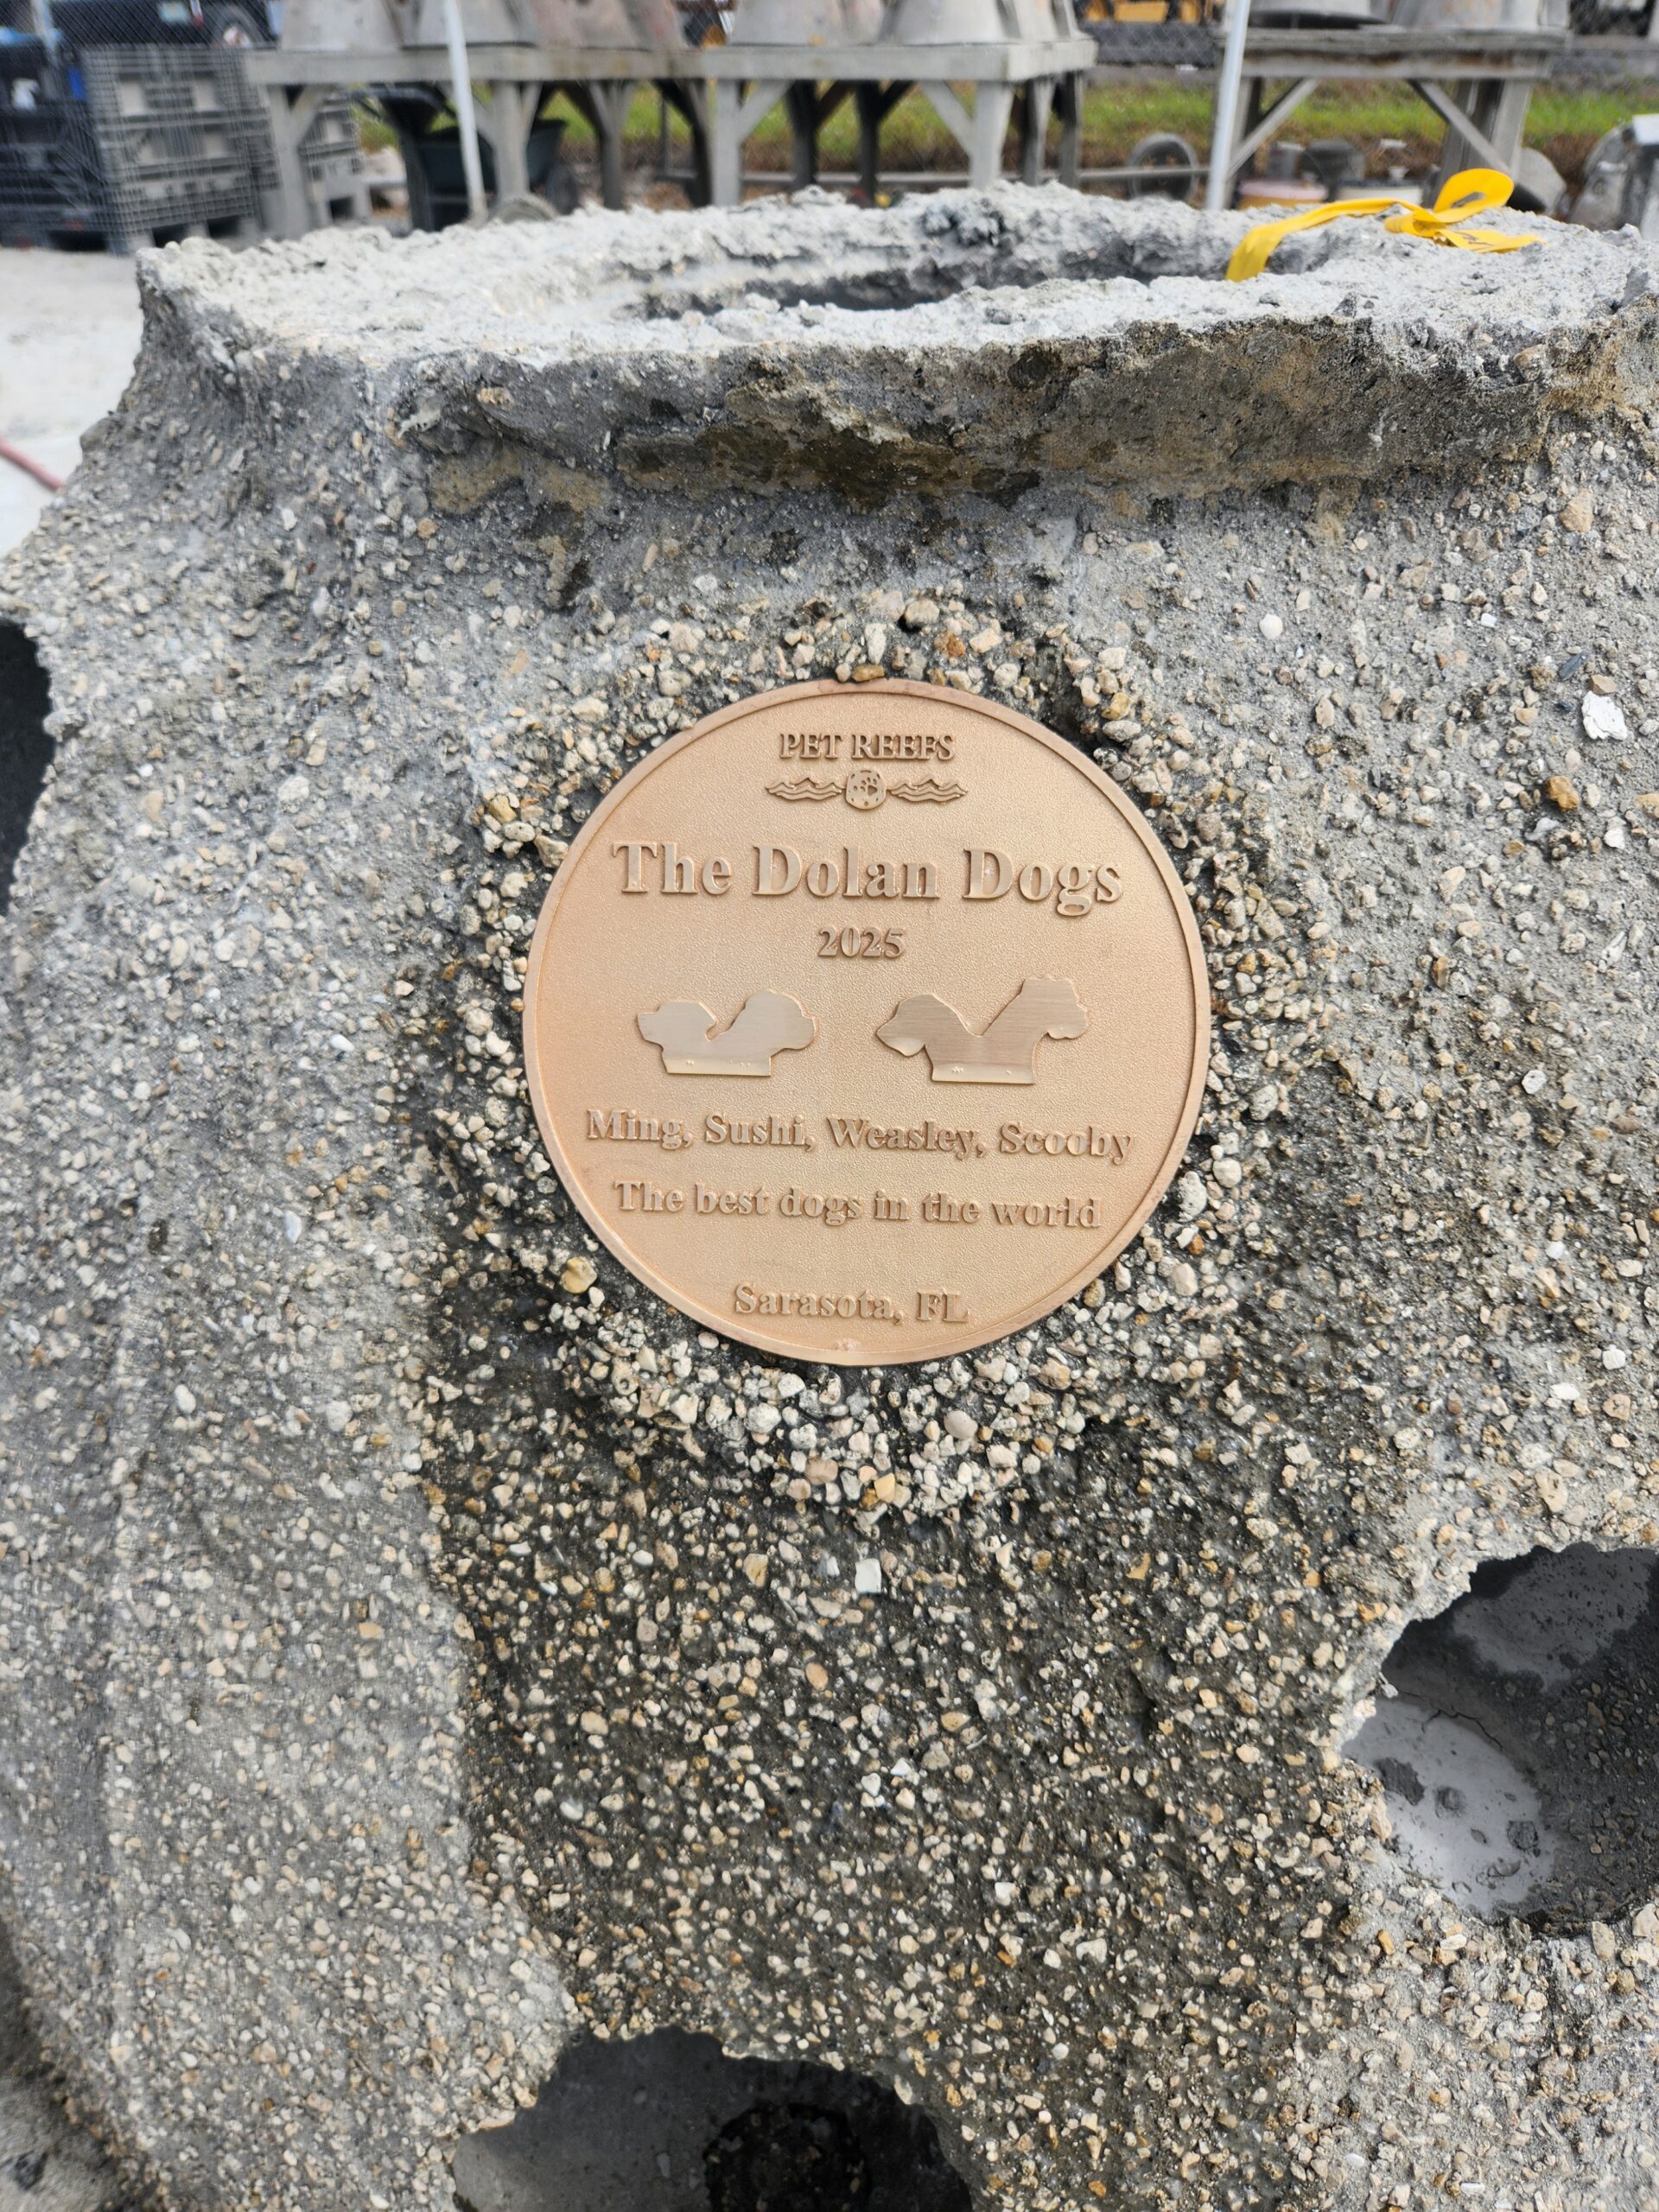 PET REEFS
The Dolan Dogs
2025
Ming, Sushi, Weasley, Scooby
The best dogs in the world
Sarasota, FL